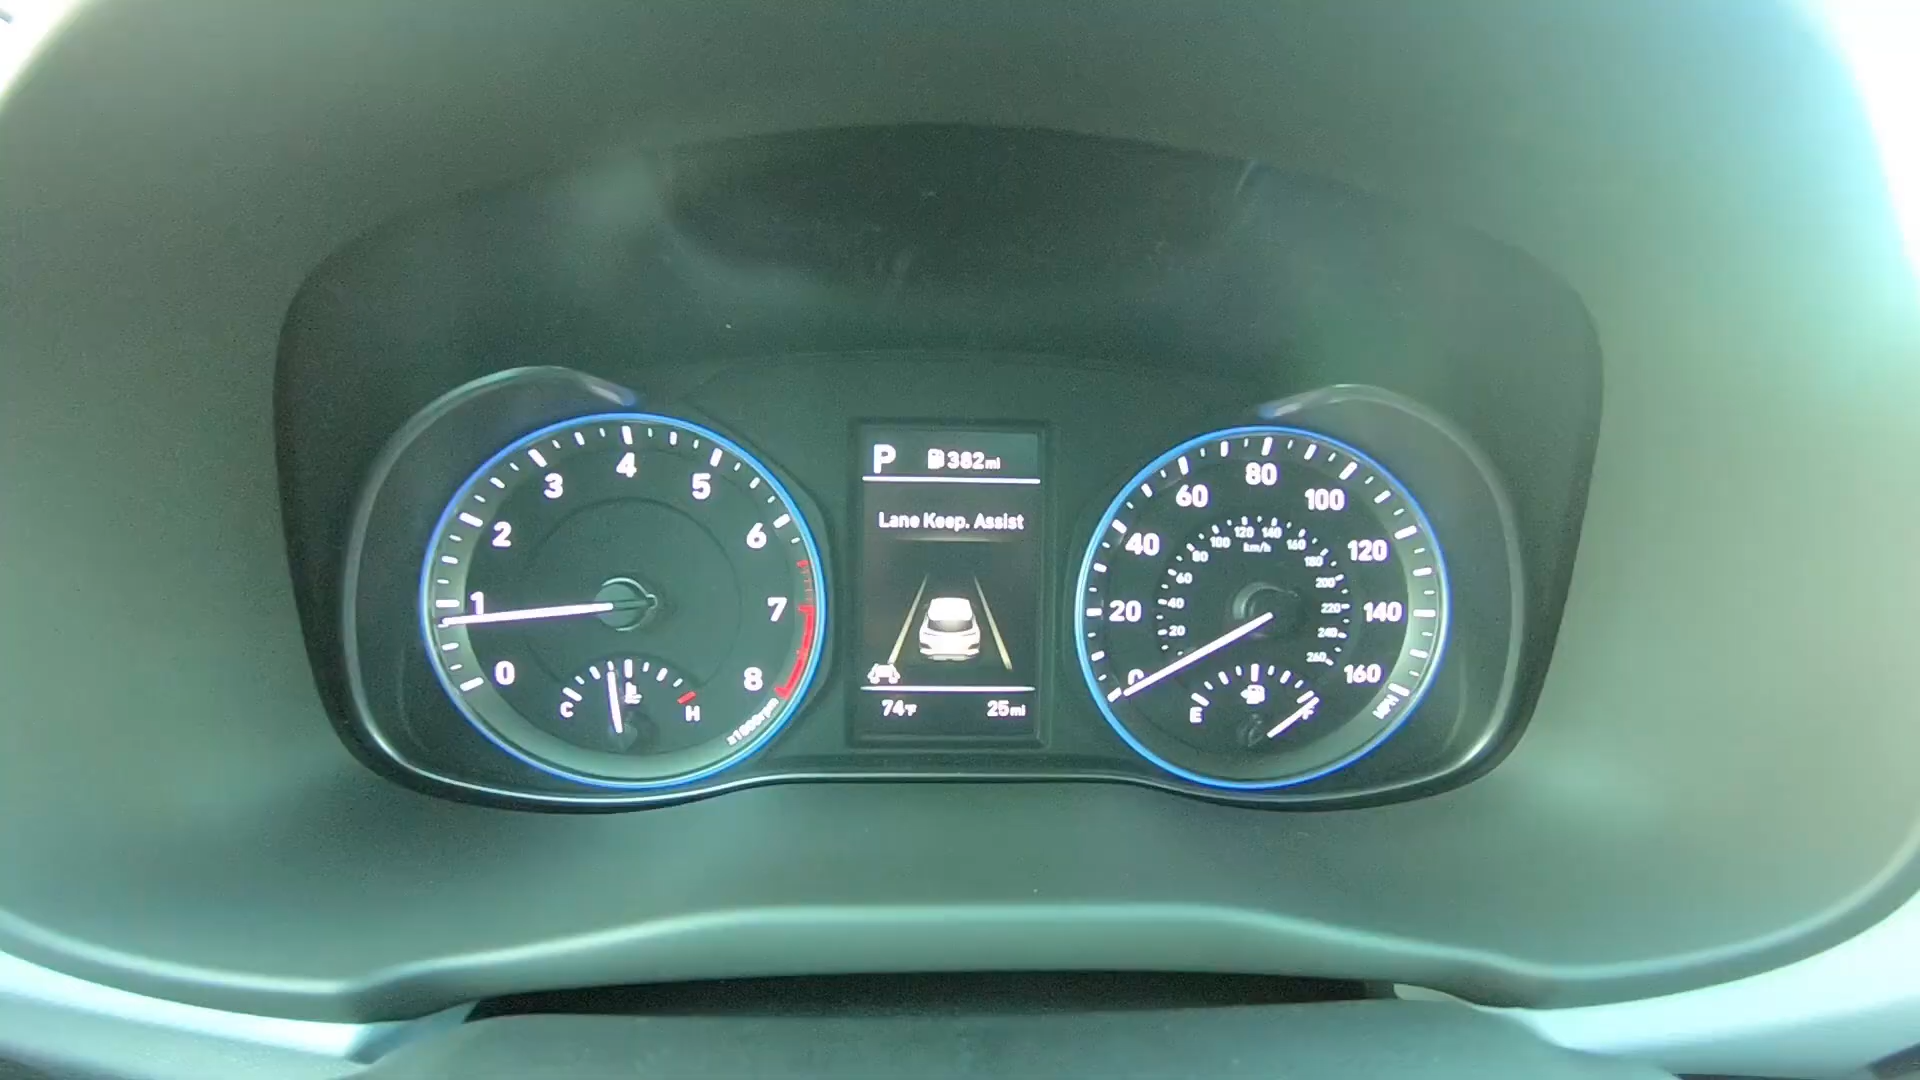 P 382mi
Lane Keep. Assist
74°F 25mi
0 1 2 3 4 5 6 7 8
x1000rpm
C H
0 20 40 60 80 100 120 140 160
MPH
20 40 60 80 100 120 140 160 180 200 220 240 260
km/h
E